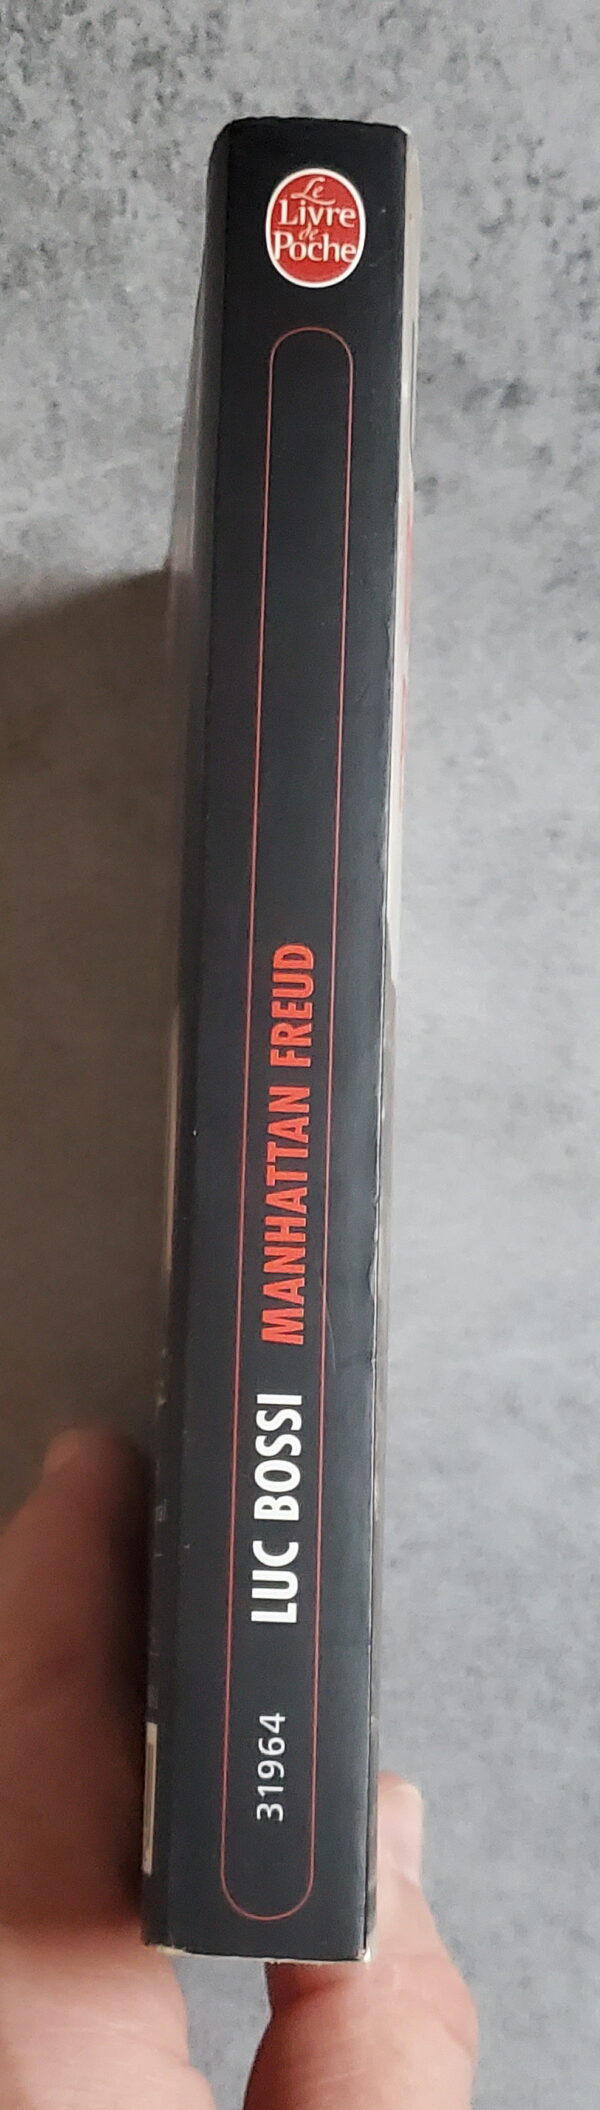 Le
Livre
de
Poche
MANHATTAN FREUD
LUC BOSSI
31964